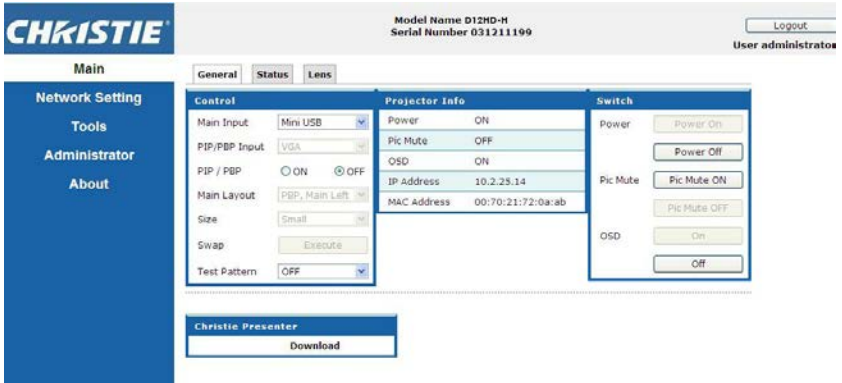 CHRISTIE
Model Name D12HD-H
Serial Number 031211199
Logout
User administrator
Main
Network Setting
Tools
Administrator
About
General Status Lens
Control
Main Input Mini USB
PIP/PBP Input VGA
PIP / PBP ON OFF
Main Layout PBP, Main Left
Size Small
Swap Execute
Test Pattern OFF
Projector Info
Power ON
Pic Mute OFF
OSD ON
IP Address 10.2.25.14
MAC Address 00:70:21:72:0a:ab
Switch
Power Power On
Power Off
Pic Mute Pic Mute ON
Pic Mute OFF
OSD On
Off
Christie Presenter
Download